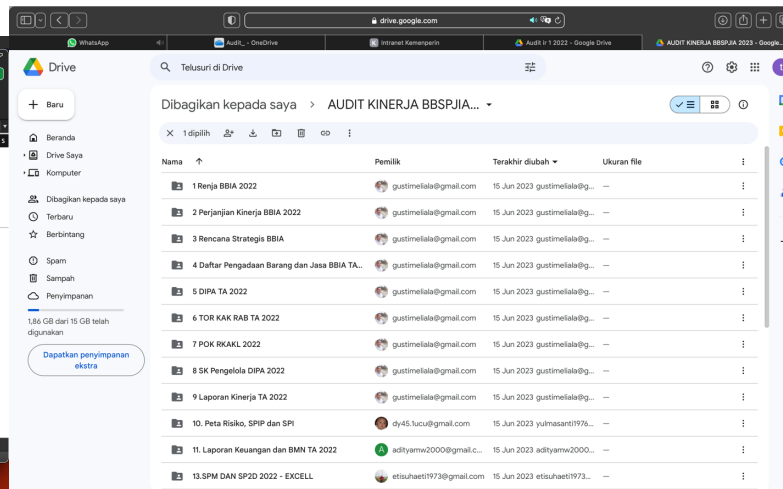 drive.google.com
WhatsApp
Audit_ - OneDrive
Intranet Kemenperin
Audit ir 1 2022 - Google Drive
AUDIT KINERJA BBSPJIA 2023 - Google...
Drive
Telusuri di Drive
Baru
Dibagikan kepada saya > AUDIT KINERJA BBSPJIA...
1 dipilih
Beranda
Drive Saya
Komputer
Dibagikan kepada saya
Terbaru
Berbintang
Spam
Sampah
Penyimpanan
1,86 GB dari 15 GB telah
digunakan
Dapatkan penyimpanan
ekstra
Nama Pemilik Terakhir diubah Ukuran file
1 Renja BBIA 2022 gustimeliala@gmail.com 15 Jun 2023 gustimeliala@g... —
2 Perjanjian Kinerja BBIA 2022 gustimeliala@gmail.com 15 Jun 2023 gustimeliala@g... —
3 Rencana Strategis BBIA gustimeliala@gmail.com 15 Jun 2023 gustimeliala@g... —
4 Daftar Pengadaan Barang dan Jasa BBIA TA... gustimeliala@gmail.com 15 Jun 2023 gustimeliala@g... —
5 DIPA TA 2022 gustimeliala@gmail.com 15 Jun 2023 gustimeliala@g... —
6 TOR KAK RAB TA 2022 gustimeliala@gmail.com 15 Jun 2023 gustimeliala@g... —
7 POK RKAKL 2022 gustimeliala@gmail.com 15 Jun 2023 gustimeliala@g... —
8 SK Pengelola DIPA 2022 gustimeliala@gmail.com 15 Jun 2023 gustimeliala@g... —
9 Laporan Kinerja TA 2022 gustimeliala@gmail.com 15 Jun 2023 gustimeliala@g... —
10. Peta Risiko, SPIP dan SPI dy45.1ucu@gmail.com 15 Jun 2023 yulmasanti1976... —
11. Laporan Keuangan dan BMN TA 2022 A adityamw2000@gmail.c... 15 Jun 2023 adityamw2000... —
13.SPM DAN SP2D 2022 - EXCELL etisuhaeti1973@gmail.com 15 Jun 2023 etisuhaeti1973... —